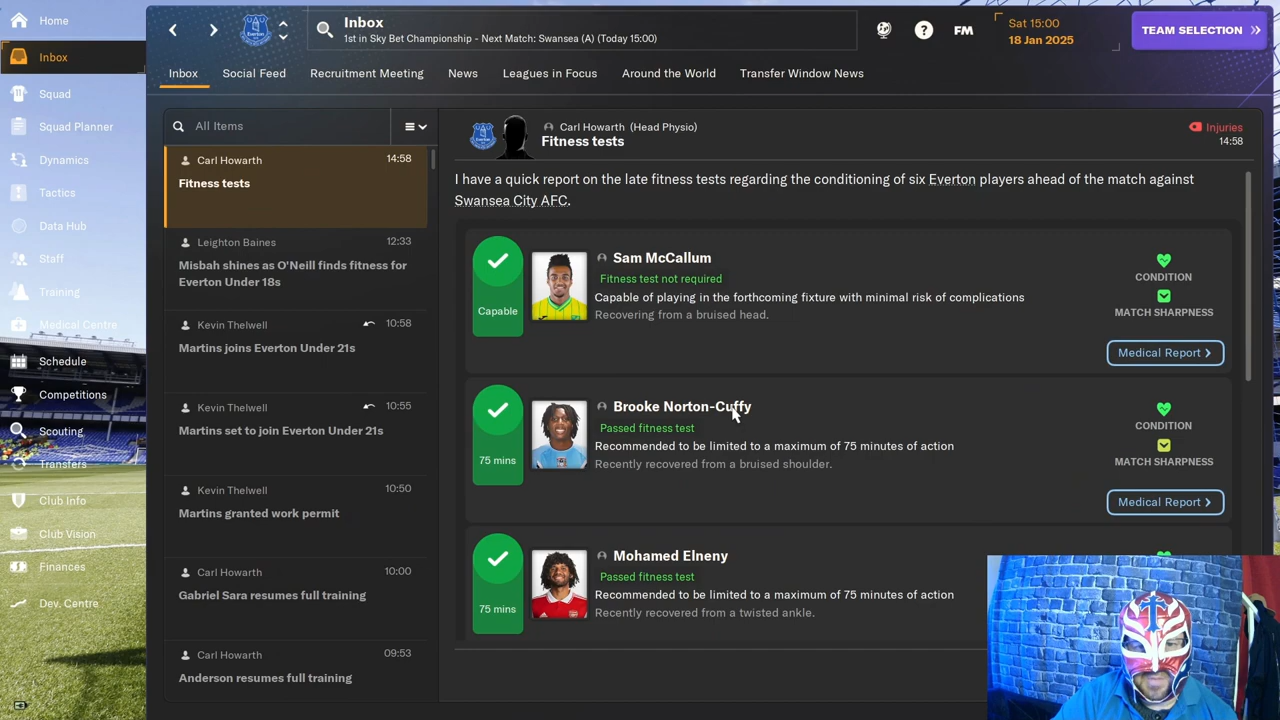 Home
Inbox
Squad
Squad Planner
Dynamics
Tactics
Data Hub
Staff
Training
Medical Centre
Schedule
Competitions
Scouting
Transfers
Club Info
Club Vision
Finances
Dev. Centre
Inbox
1st in Sky Bet Championship - Next Match: Swansea (A) (Today 15:00)
?
FM
Sat 15:00
18 Jan 2025
TEAM SELECTION
Inbox
Social Feed
Recruitment Meeting
News
Leagues in Focus
Around the World
Transfer Window News
All Items
Carl Howarth
14:58
Fitness tests
Leighton Baines
12:33
Misbah shines as O'Neill finds fitness for
Everton Under 18s
Kevin Thelwell
10:58
Martins joins Everton Under 21s
Kevin Thelwell
10:55
Martins set to join Everton Under 21s
Kevin Thelwell
10:50
Martins granted work permit
Carl Howarth
10:00
Gabriel Sara resumes full training
Carl Howarth
09:53
Anderson resumes full training
Carl Howarth (Head Physio)
Fitness tests
Injuries
14:58
I have a quick report on the late fitness tests regarding the conditioning of six Everton players ahead of the match against
Swansea City AFC.
Capable
Sam McCallum
Fitness test not required
Capable of playing in the forthcoming fixture with minimal risk of complications
Recovering from a bruised head.
CONDITION
MATCH SHARPNESS
Medical Report
75 mins
Brooke Norton-Cuffy
Passed fitness test
Recommended to be limited to a maximum of 75 minutes of action
Recently recovered from a bruised shoulder.
CONDITION
MATCH SHARPNESS
Medical Report
75 mins
Mohamed Elneny
Passed fitness test
Recommended to be limited to a maximum of 75 minutes of action
Recently recovered from a twisted ankle.